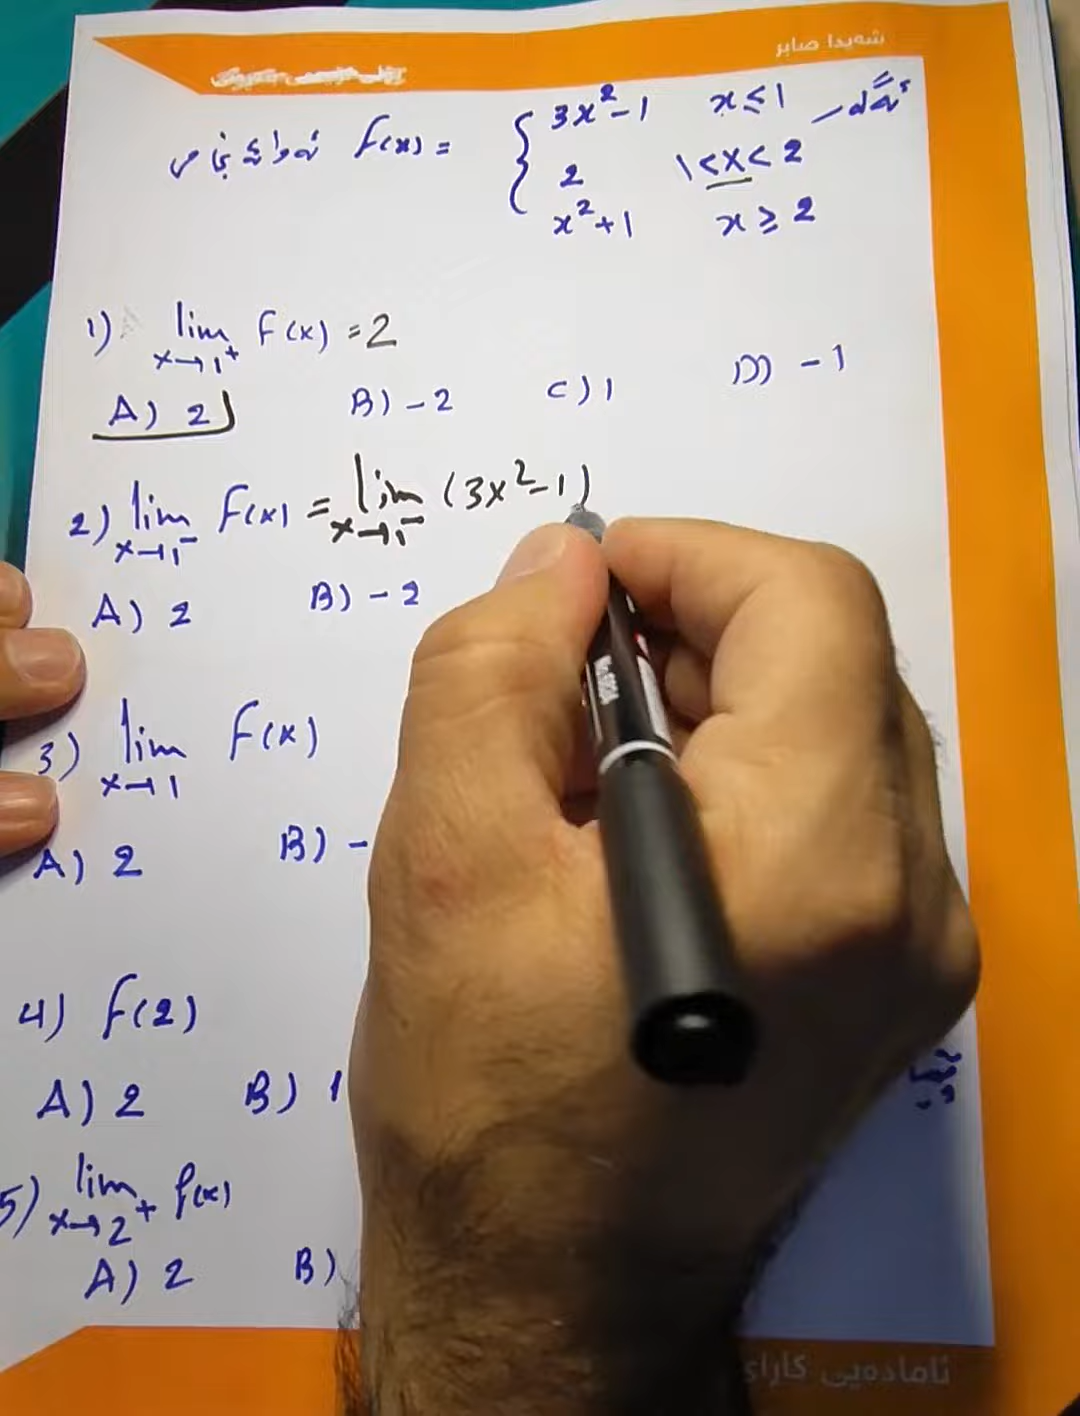 شەیدا صابر
f(x) = { 3x²-1 x ≤ 1
2 1 < x < 2
x²+1 x ≥ 2
1) lim x→1⁺ f(x) = 2
A) 2 B) -2 C) 1 D) -1
2) lim x→1⁻ f(x) = lim x→1⁻ (3x²-1)
A) 2 B) -2
3) lim x→1 f(x)
A) 2 B) -
4) f(2)
A) 2 B) 1
5) lim x→2⁺ f(x)
A) 2 B)
ئامادەیی کارای